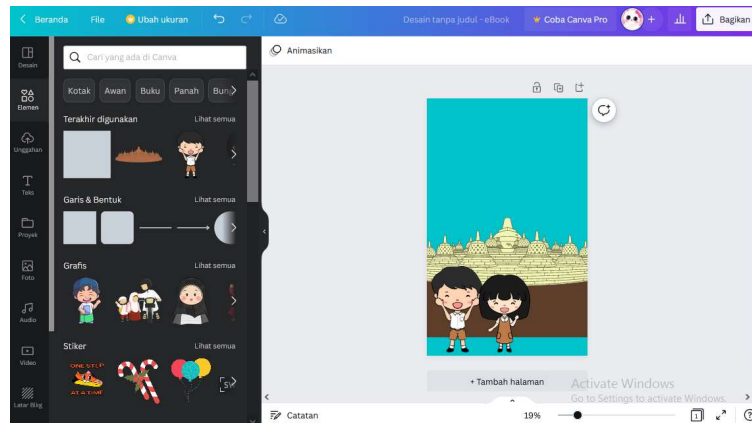 Beranda File Ubah ukuran Desain tanpa judul - eBook Coba Canva Pro + Bagikan
Desain
Elemen
Unggahan
Teks
Proyek
Foto
Audio
Video
Latar Blkg
Cari yang ada di Canva
Kotak Awan Buku Panah Bung
Terakhir digunakan Lihat semua
Garis & Bentuk Lihat semua
Grafis Lihat semua
Stiker Lihat semua
ONE STEP
AT A TIME
Animasikan
+ Tambah halaman
Activate Windows
Go to Settings to activate Windows.
Catatan 19% 1